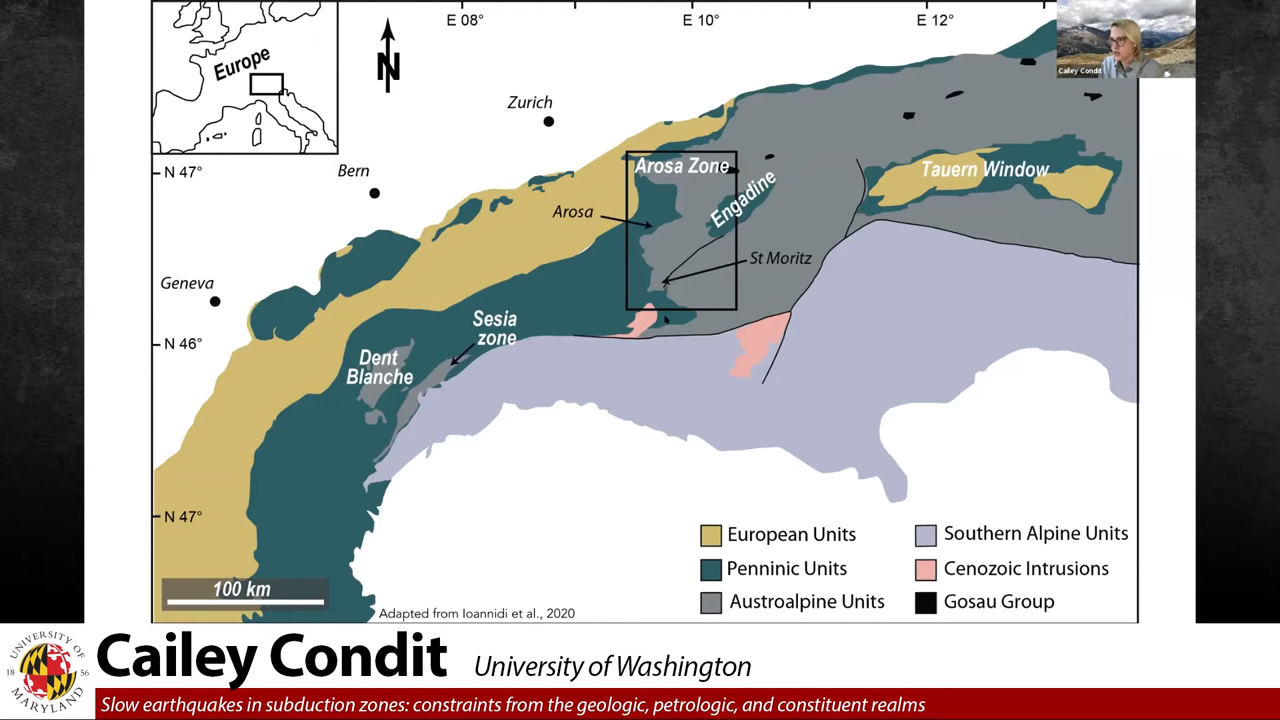 E 08°
E 10°
E 12°
Europe
N
Cailey Condit
Zurich
N 47°
Bern
Arosa Zone
Tauern Window
Engadine
Arosa
St Moritz
Geneva
Sesia
zone
N 46°
Dent
Blanche
N 47°
European Units
Southern Alpine Units
Penninic Units
Cenozoic Intrusions
100 km
Austroalpine Units
Gosau Group
Adapted from Ioannidi et al., 2020
UNIVERSITY OF
18 56
MARYLAND
Cailey Condit
University of Washington
Slow earthquakes in subduction zones: constraints from the geologic, petrologic, and constituent realms